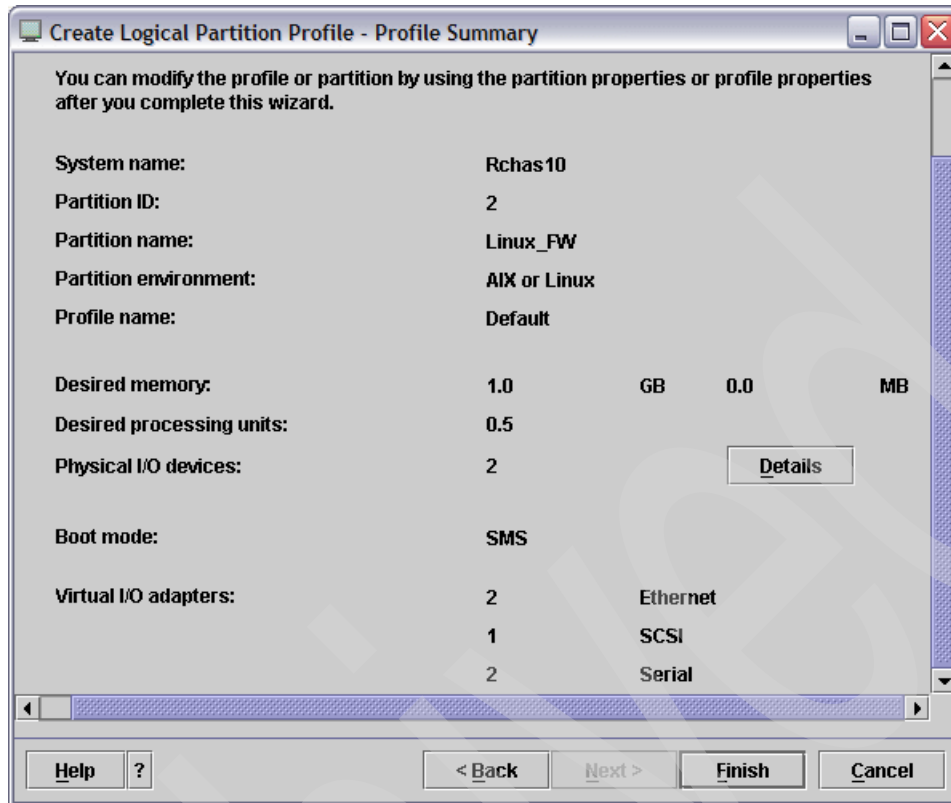 Create Logical Partition Profile - Profile Summary
You can modify the profile or partition by using the partition properties or profile properties
after you complete this wizard.
System name: Rchas10
Partition ID: 2
Partition name: Linux_FW
Partition environment: AIX or Linux
Profile name: Default
Desired memory: 1.0 GB 0.0 MB
Desired processing units: 0.5
Physical I/O devices: 2 Details
Boot mode: SMS
Virtual I/O adapters: 2 Ethernet
1 SCSI
2 Serial
Help ? < Back Next > Finish Cancel